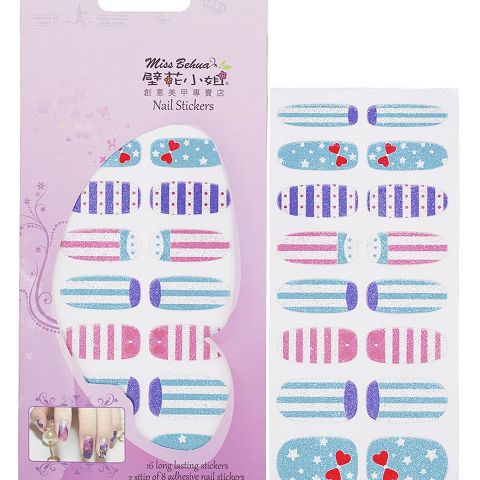 Miss Behua
壁花小姐
創意美甲專賣店
Nail Stickers
16 long lasting stickers
2 sttip of 8 adhesive nail stickers